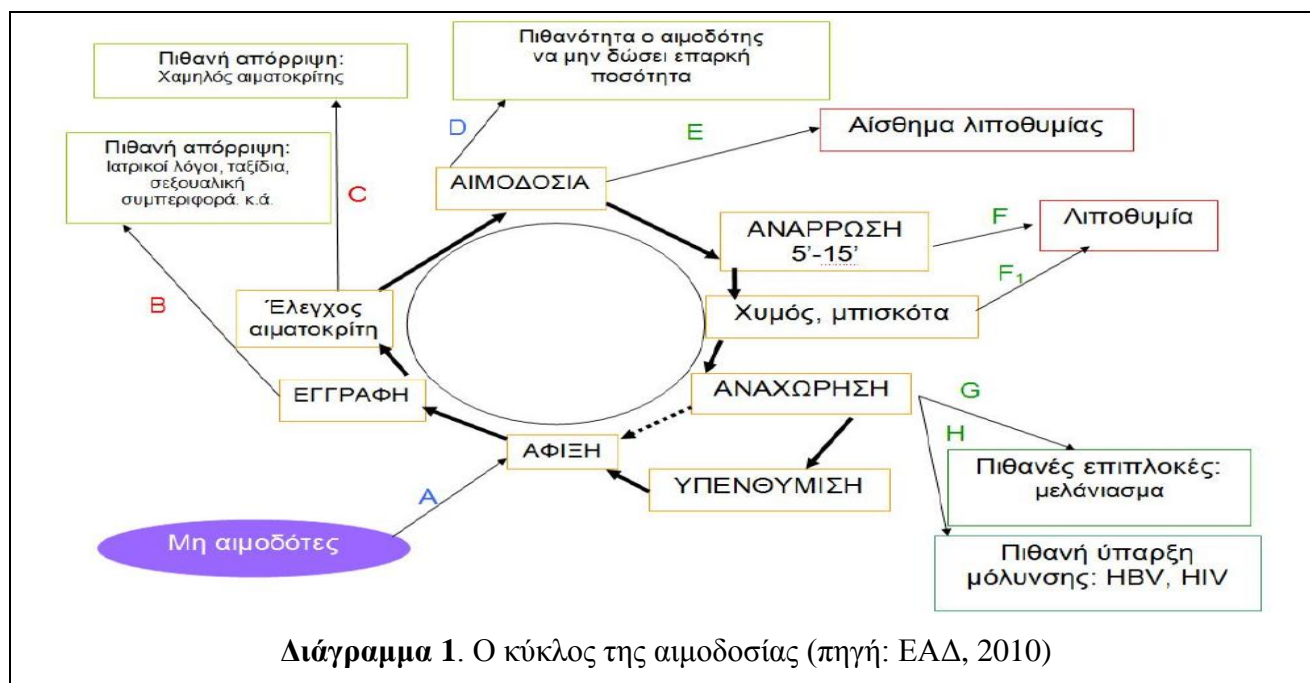 Πιθανή απόρριψη:
Χαμηλός αιματοκρίτης
Πιθανότητα ο αιμοδότης
να μην δώσει επαρκή
ποσότητα
Πιθανή απόρριψη:
Ιατρικοί λόγοι, ταξίδια,
σεξουαλική
συμπεριφορά. κ.ά.
C
D
E
Αίσθημα λιποθυμίας
ΑΙΜΟΔΟΣΙΑ
ΑΝΑΡΡΩΣΗ
5’-15’
F
Λιποθυμία
F₁
B
Έλεγχος
αιματοκρίτη
Χυμός, μπισκότα
ΕΓΓΡΑΦΗ
ΑΝΑΧΩΡΗΣΗ
G
H
ΑΦΙΞΗ
ΥΠΕΝΘΥΜΙΣΗ
Πιθανές επιπλοκές:
μελάνιασμα
A
Μη αιμοδότες
Πιθανή ύπαρξη
μόλυνσης: HBV, HIV
Διάγραμμα 1. Ο κύκλος της αιμοδοσίας (πηγή: ΕΑΔ, 2010)